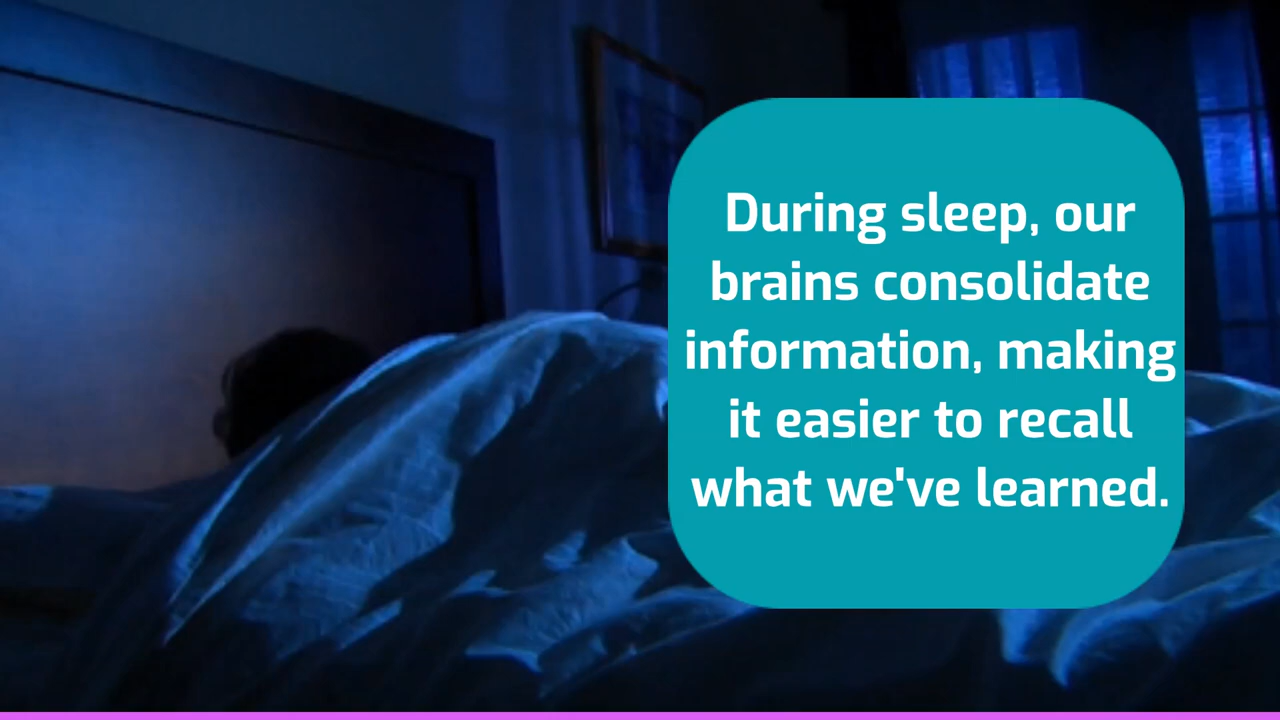 During sleep, our
brains consolidate
information, making
it easier to recall
what we've learned.